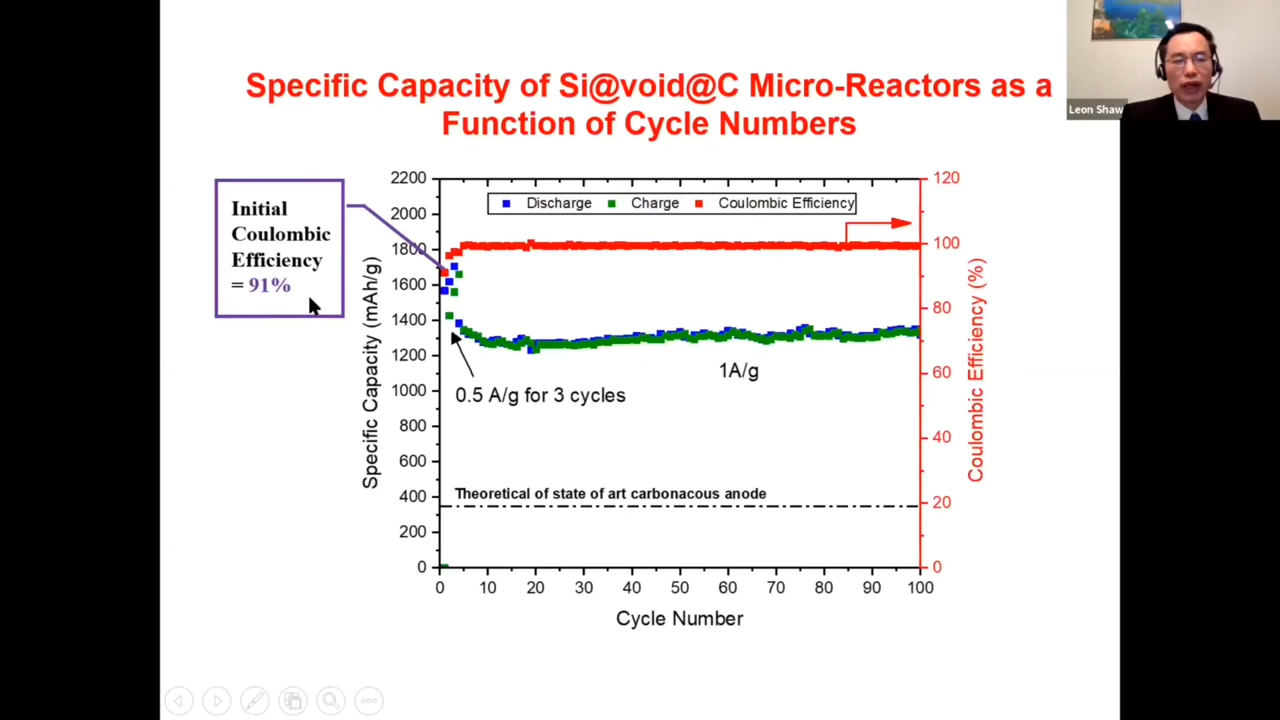 Specific Capacity of Si@void@C Micro-Reactors as a
Function of Cycle Numbers
Leon Shaw
Initial
Coulombic
Efficiency
= 91%
Discharge Charge Coulombic Efficiency
2200
2000
1800
1600
1400
1200
1000
800
600
400
200
0
Specific Capacity (mAh/g)
120
100
80
60
40
20
0
Coulombic Efficiency (%)
1A/g
0.5 A/g for 3 cycles
Theoretical of state of art carbonacous anode
0 10 20 30 40 50 60 70 80 90 100
Cycle Number